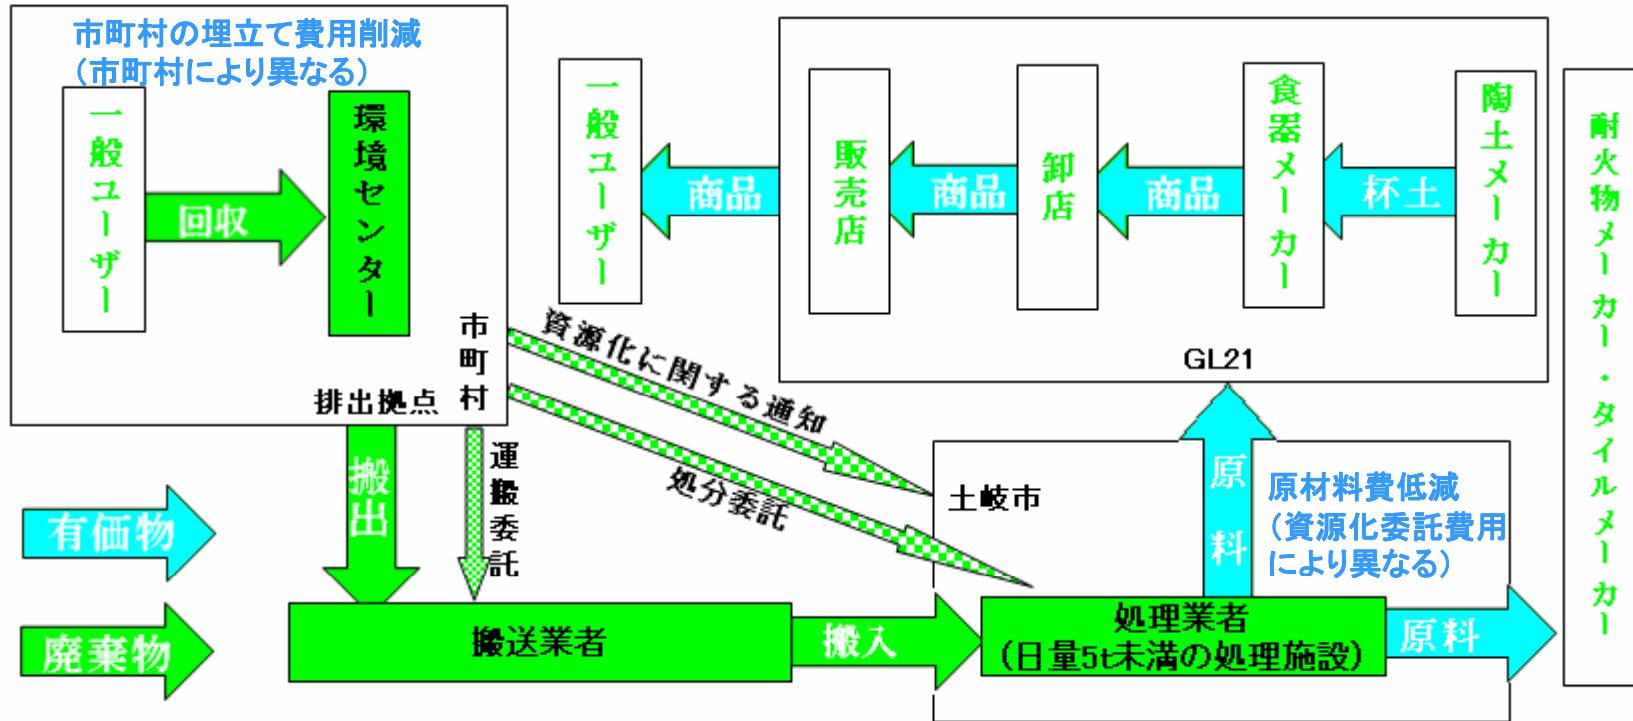 市町村の埋立て費用削減
（市町村により異なる）
一般ユーザー
回収
環境センター
市町村
排出拠点
一般ユーザー
商品
販売店
商品
卸店
商品
食器メーカー
杯土
陶土メーカー
GL21
耐火物メーカー・タイルメーカー
資源化に関する通知
処分委託
搬出
運搬委託
有価物
廃棄物
土岐市
原料
原材料費低減
（資源化委託費用
により異なる）
搬送業者
搬入
処理業者
（日量5t未満の処理施設）
原料